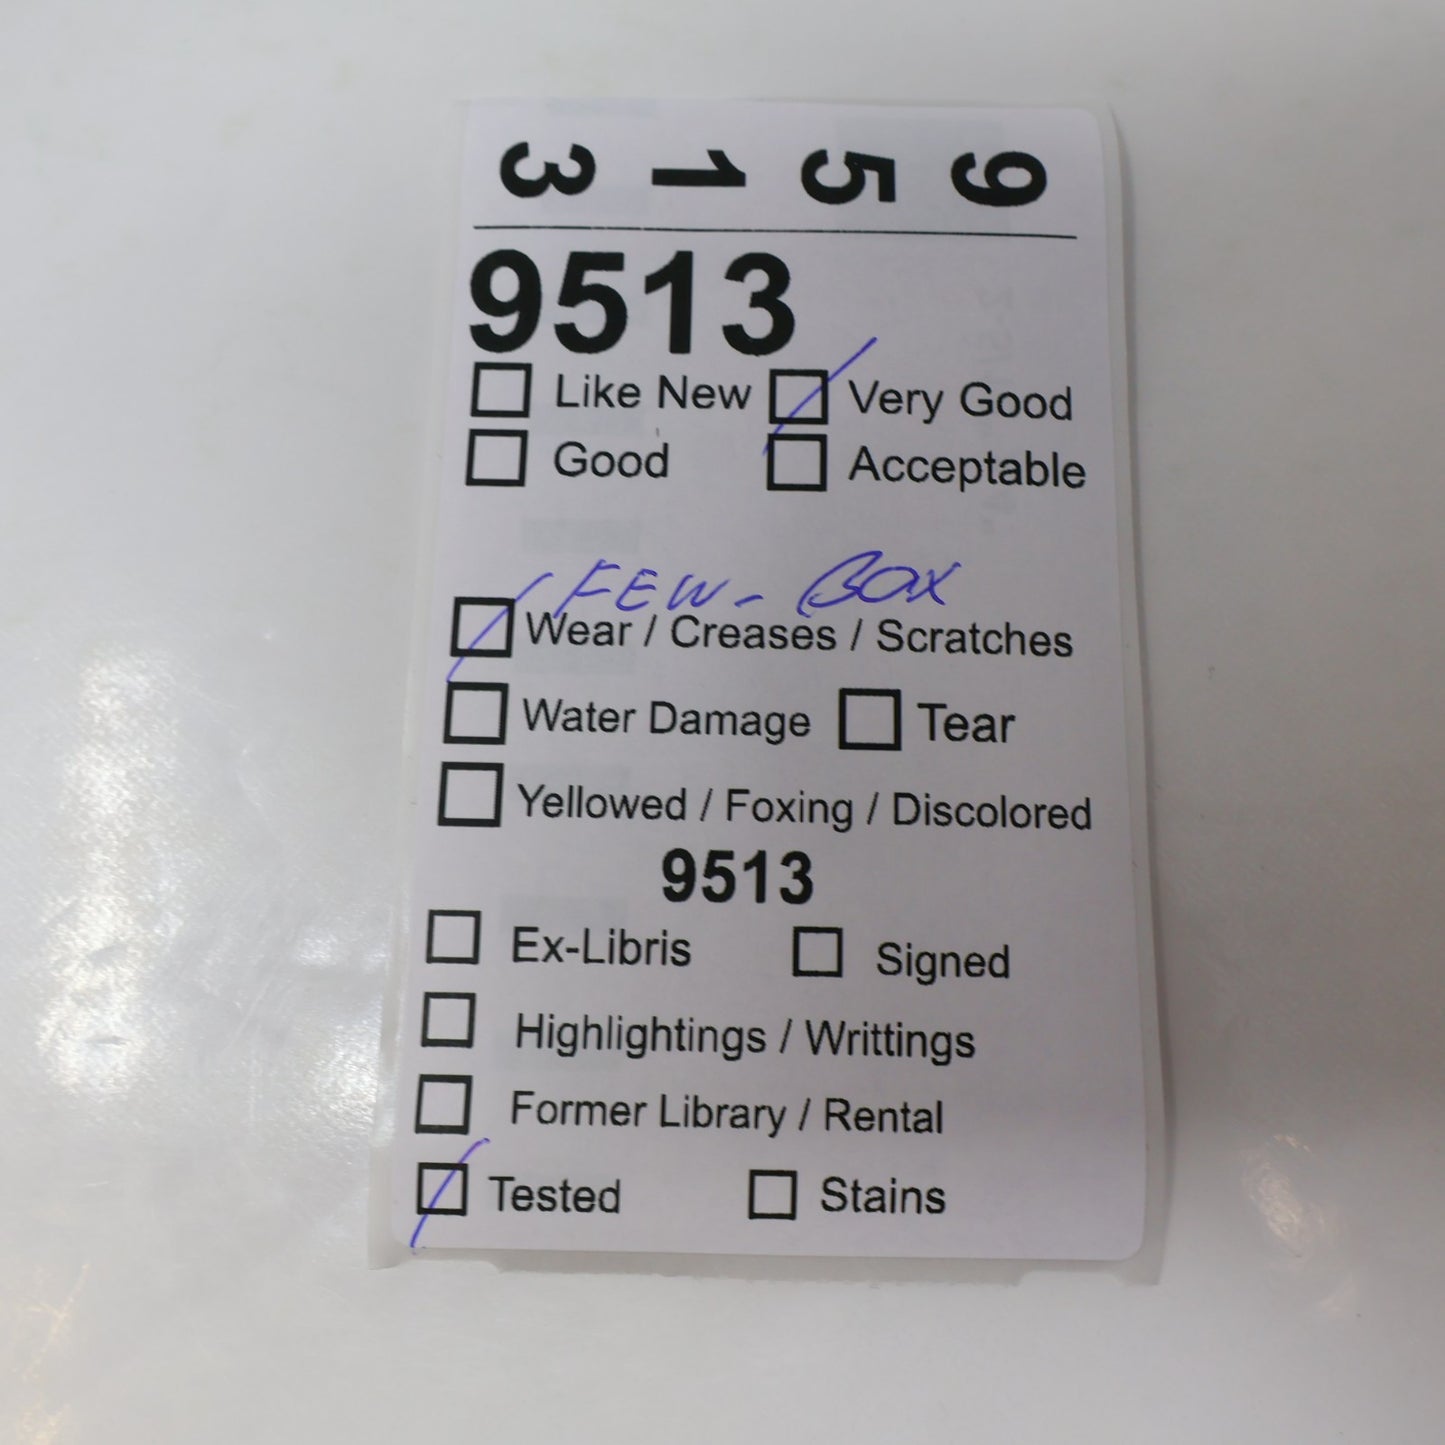 9 5 1 3
9513
Like New Very Good
Good Acceptable
FEW - BOX
Wear / Creases / Scratches
Water Damage Tear
Yellowed / Foxing / Discolored
9513
Ex-Libris Signed
Highlightings / Writtings
Former Library / Rental
Tested Stains